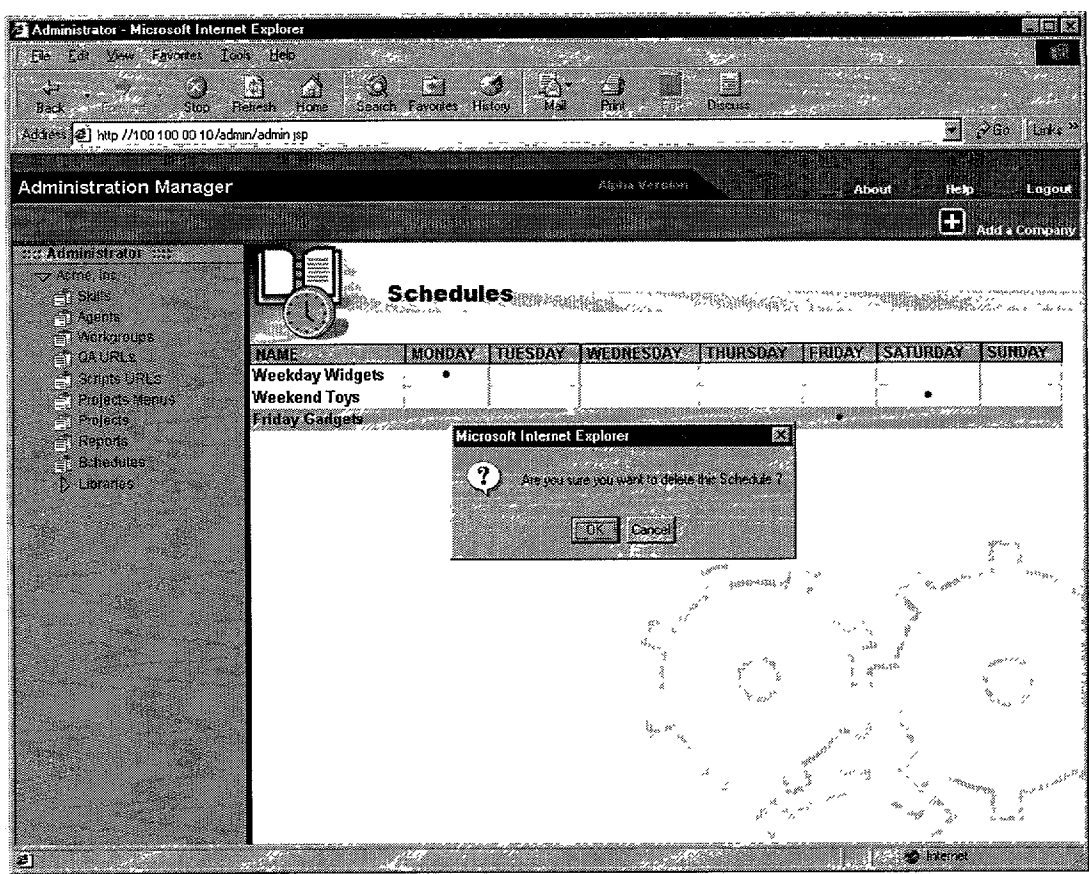 Administrator - Microsoft Internet Explorer
File Edit View Favorites Tools Help
Back Stop Refresh Home Search Favorites History Mail Print Discuss
Address http //100 100 00 10/admin/admin jsp Go Links »
Administration Manager Alpha Version About Help Logout
Add a Company
:::: Administrator ::::
Acme, Inc.
Skills
Agents
Workgroups
QA URLs
Scripts URLs
Projects Menus
Projects
Reports
Schedules
Libraries
Schedules
NAME MONDAY TUESDAY WEDNESDAY THURSDAY FRIDAY SATURDAY SUNDAY
Weekday Widgets
Weekend Toys
Friday Gadgets
Microsoft Internet Explorer
Are you sure you want to delete this Schedule ?
OK Cancel
Internet